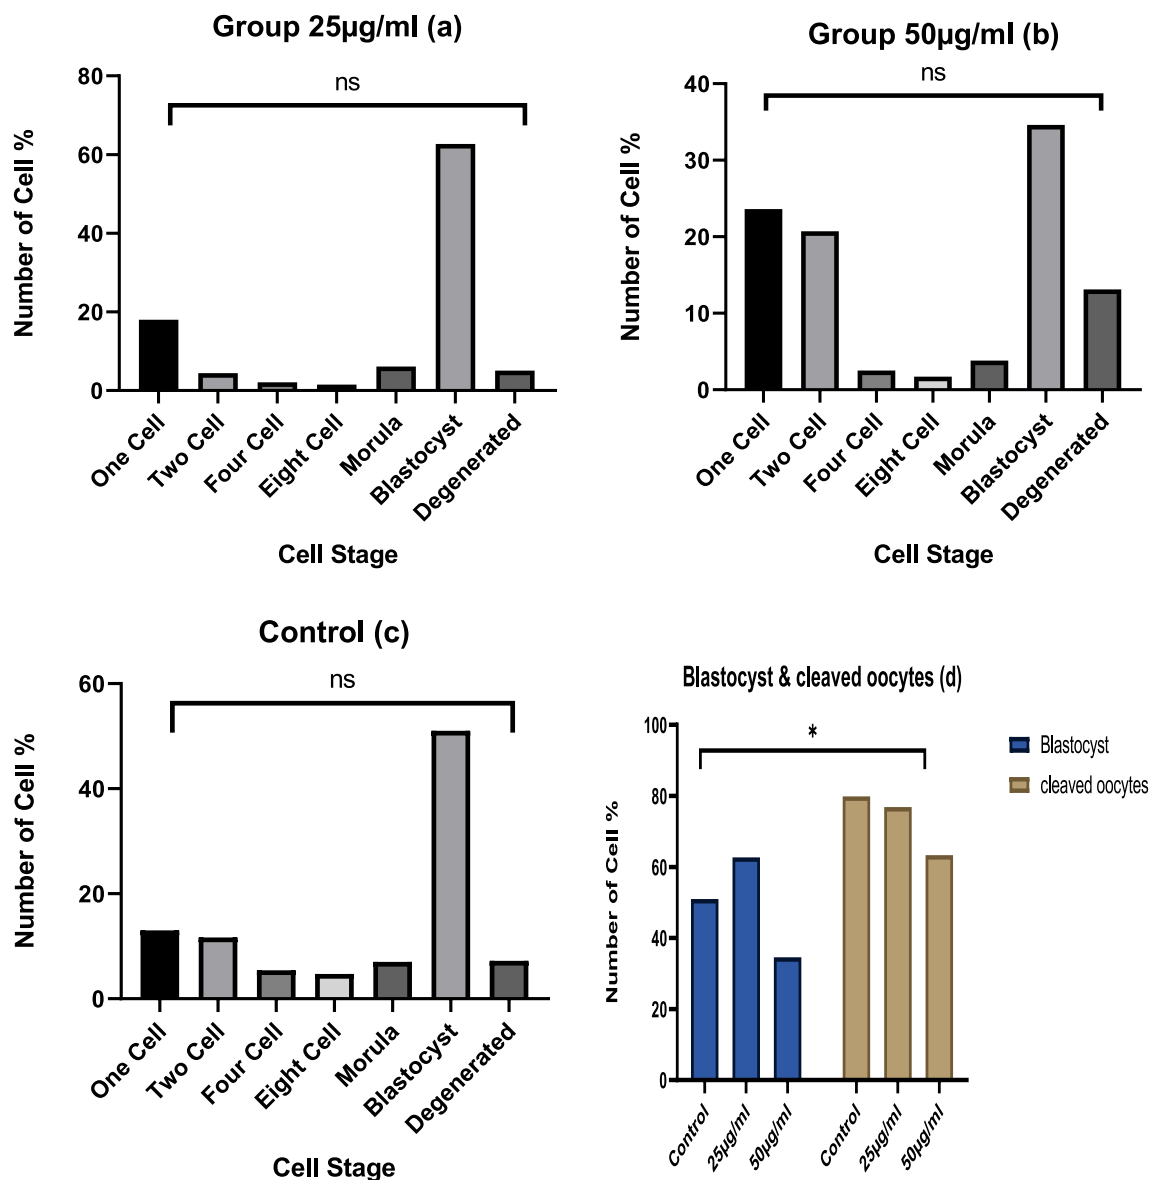 Group 25µg/ml (a)
ns
80
60
40
20
0
Number of Cell %
One Cell
Two Cell
Four Cell
Eight Cell
Morula
Blastocyst
Degenerated
Cell Stage
Group 50µg/ml (b)
ns
40
30
20
10
0
Number of Cell %
One Cell
Two Cell
Four Cell
Eight Cell
Morula
Blastocyst
Degenerated
Cell Stage
Control (c)
ns
60
40
20
0
Number of Cell %
One Cell
Two Cell
Four Cell
Eight Cell
Morula
Blastocyst
Degenerated
Cell Stage
Blastocyst & cleaved oocytes (d)
*
100
80
60
40
20
0
Number of Cell %
Control
25µg/ml
50µg/ml
Control
25µg/ml
50µg/ml
Blastocyst
cleaved oocytes